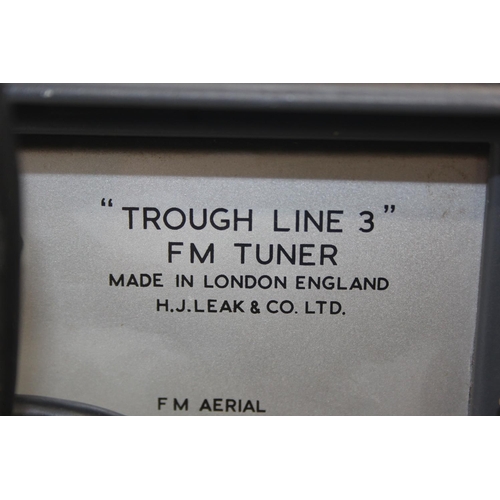 "TROUGH LINE 3"
FM TUNER
MADE IN LONDON ENGLAND
H.J.LEAK & CO. LTD.
FM AERIAL